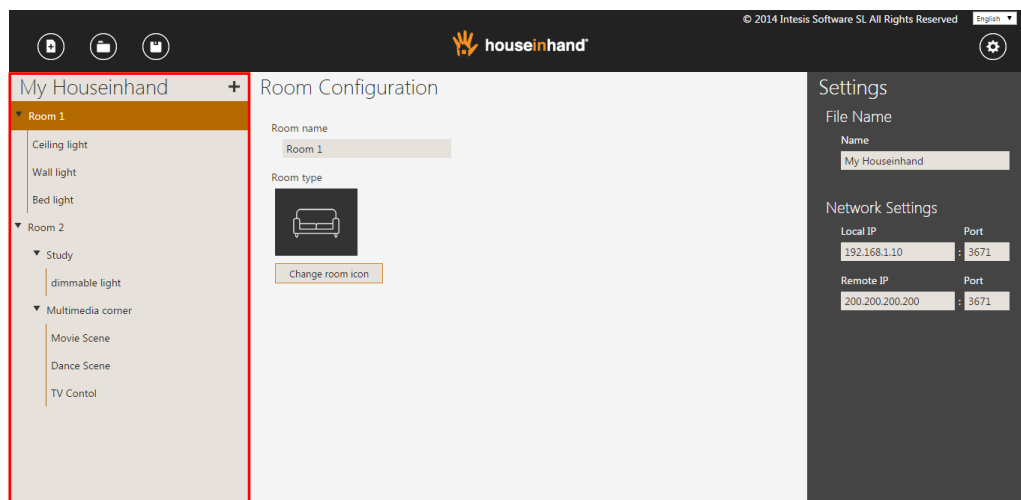 © 2014 Intesis Software SL All Rights Reserved
English
houseinhand®
My Houseinhand +
Room 1
Ceiling light
Wall light
Bed light
Room 2
Study
dimmable light
Multimedia corner
Movie Scene
Dance Scene
TV Contol
Room Configuration
Room name
Room 1
Room type
Change room icon
Settings
File Name
Name
My Houseinhand
Network Settings
Local IP Port
192.168.1.10 : 3671
Remote IP Port
200.200.200.200 : 3671